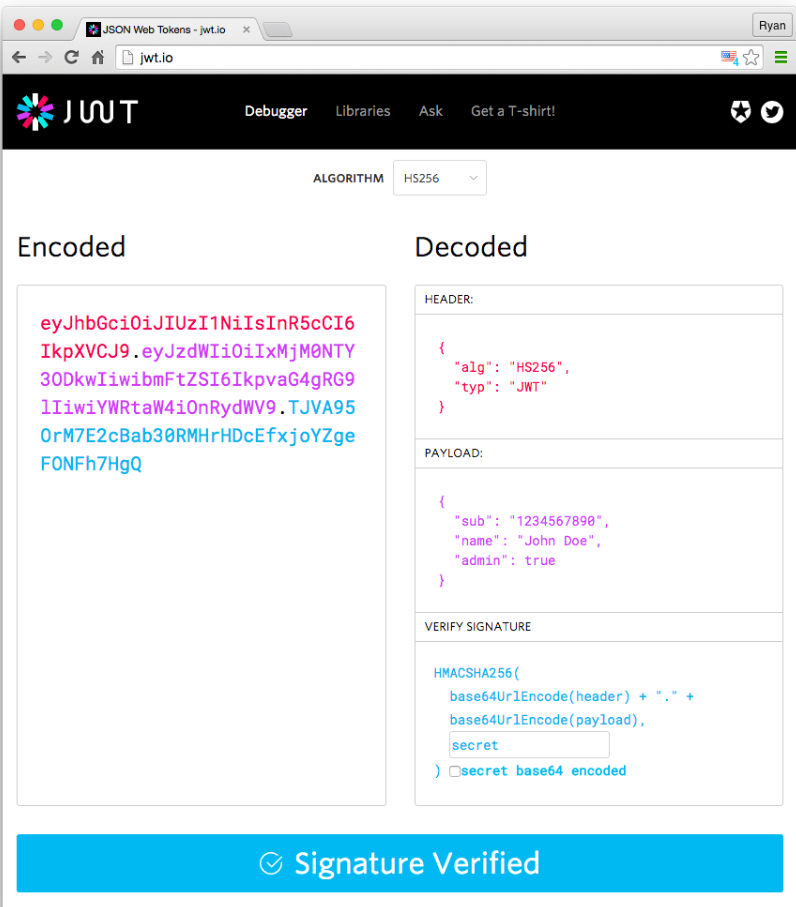 JSON Web Tokens - jwt.io
Ryan
jwt.io
4
JWT
Debugger Libraries Ask Get a T-shirt!
ALGORITHM HS256
Encoded
Decoded
eyJhbGciOiJIUzI1NiIsInR5cCI6
IkpXVCJ9.eyJzdWIiOiIxMjM0NTY
3ODkwIiwibmFtZSI6IkpvaG4gRG9
lIiwiYWRtaW4iOnRydWV9.TJVA95
OrM7E2cBab30RMHrHDcEfxjoYZge
FONFh7HgQ
HEADER:
{
"alg": "HS256",
"typ": "JWT"
}
PAYLOAD:
{
"sub": "1234567890",
"name": "John Doe",
"admin": true
}
VERIFY SIGNATURE
HMACSHA256(
base64UrlEncode(header) + "." +
base64UrlEncode(payload),
secret
) secret base64 encoded
Signature Verified